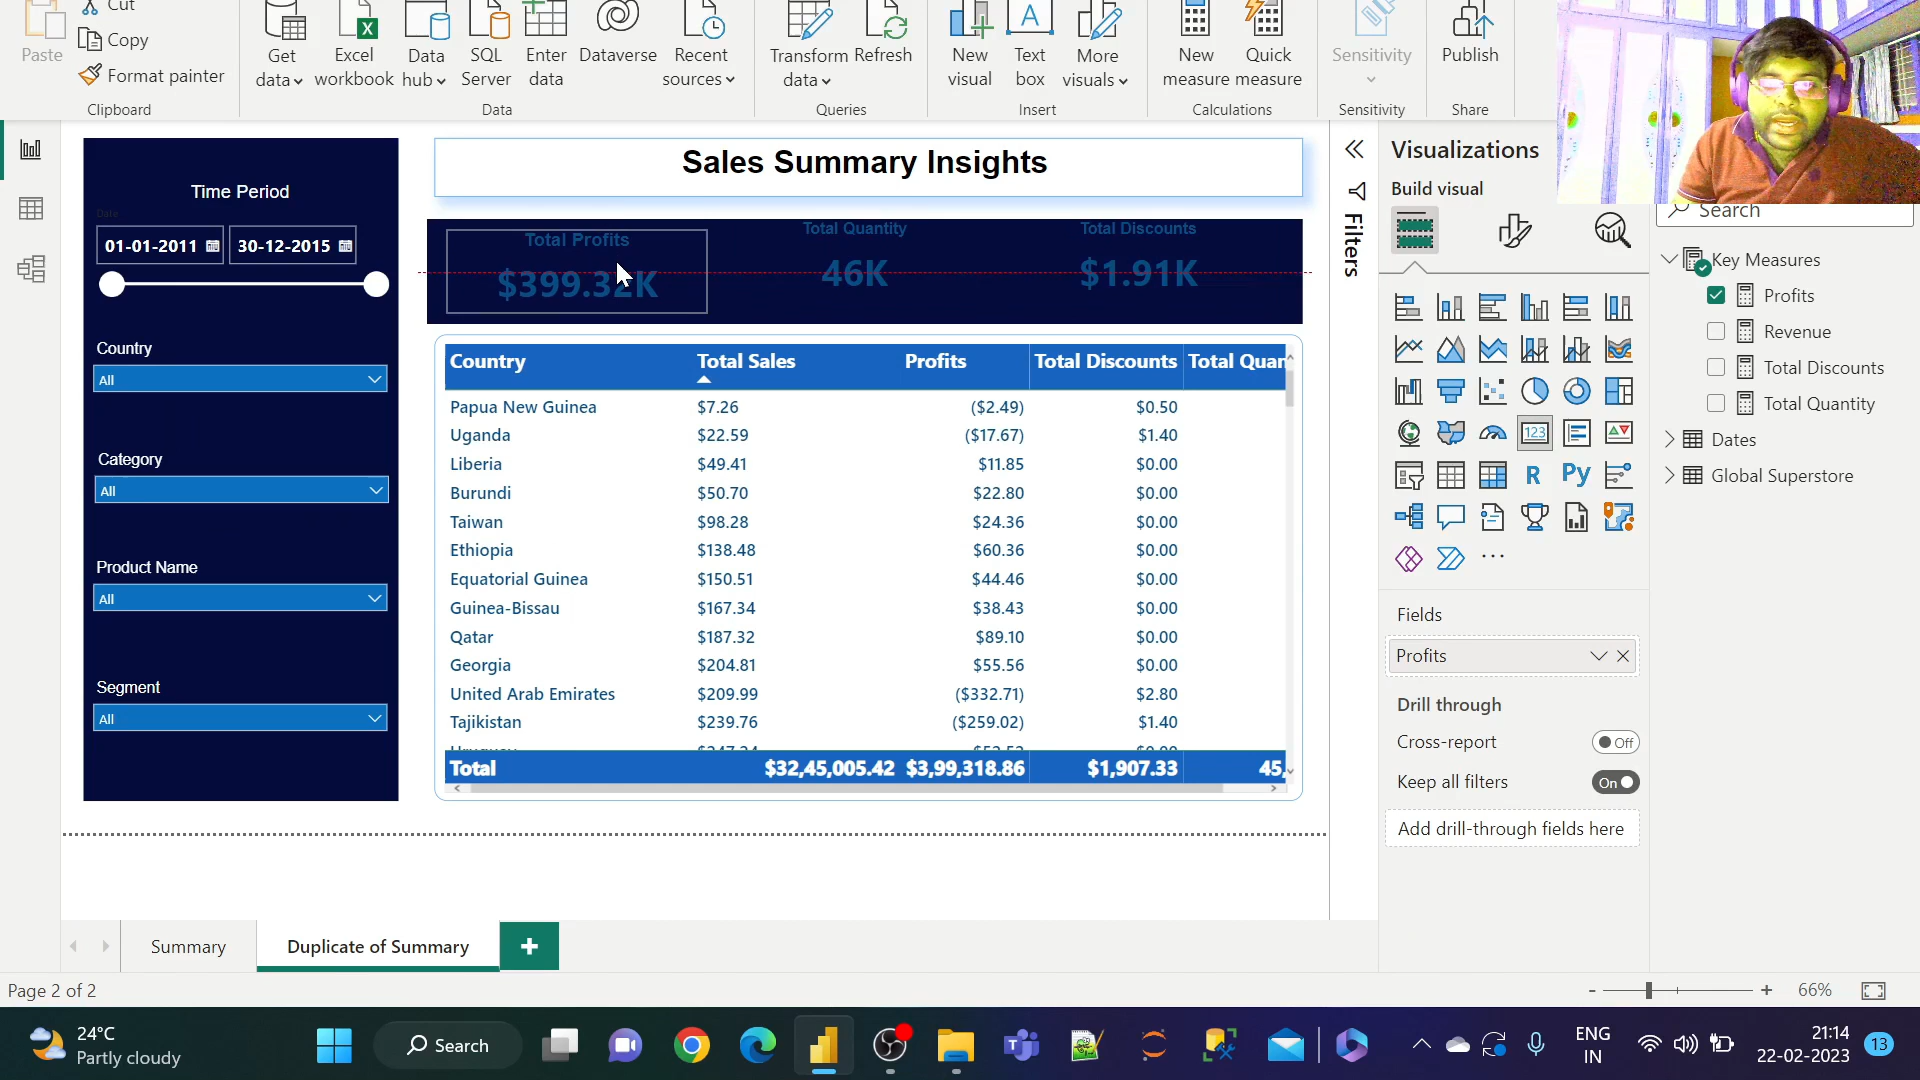 Paste
Cut
Copy
Format painter
Clipboard
Get
data
Excel
workbook
Data
hub
SQL
Server
Enter
data
Dataverse
Recent
sources
Data
Transform
data
Refresh
Queries
New
visual
Text
box
More
visuals
Insert
New
measure
Quick
measure
Calculations
Sensitivity
Sensitivity
Publish
Share
Time Period
Date
01-01-2011
30-12-2015
Country
All
Category
All
Product Name
All
Segment
All
Sales Summary Insights
Total Profits
$399.32K
Total Quantity
46K
Total Discounts
$1.91K
Country Total Sales Profits Total Discounts Total Quan
Papua New Guinea $7.26 ($2.49) $0.50
Uganda $22.59 ($17.67) $1.40
Liberia $49.41 $11.85 $0.00
Burundi $50.70 $22.80 $0.00
Taiwan $98.28 $24.36 $0.00
Ethiopia $138.48 $60.36 $0.00
Equatorial Guinea $150.51 $44.46 $0.00
Guinea-Bissau $167.34 $38.43 $0.00
Qatar $187.32 $89.10 $0.00
Georgia $204.81 $55.56 $0.00
United Arab Emirates $209.99 ($332.71) $2.80
Tajikistan $239.76 ($259.02) $1.40
Total $32,45,005.42 $3,99,318.86 $1,907.33 45,
Filters
Visualizations
Build visual
123
R
Py
Fields
Profits
Drill through
Cross-report Off
Keep all filters On
Add drill-through fields here
Search
Key Measures
Profits
Revenue
Total Discounts
Total Quantity
Dates
Global Superstore
Summary
Duplicate of Summary
Page 2 of 2
- + 66%
24°C
Partly cloudy
Search
ENG
IN
21:14
22-02-2023
13